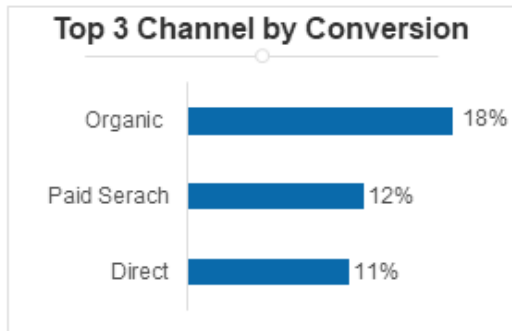 Top 3 Channel by Conversion
Organic 18%
Paid Serach 12%
Direct 11%